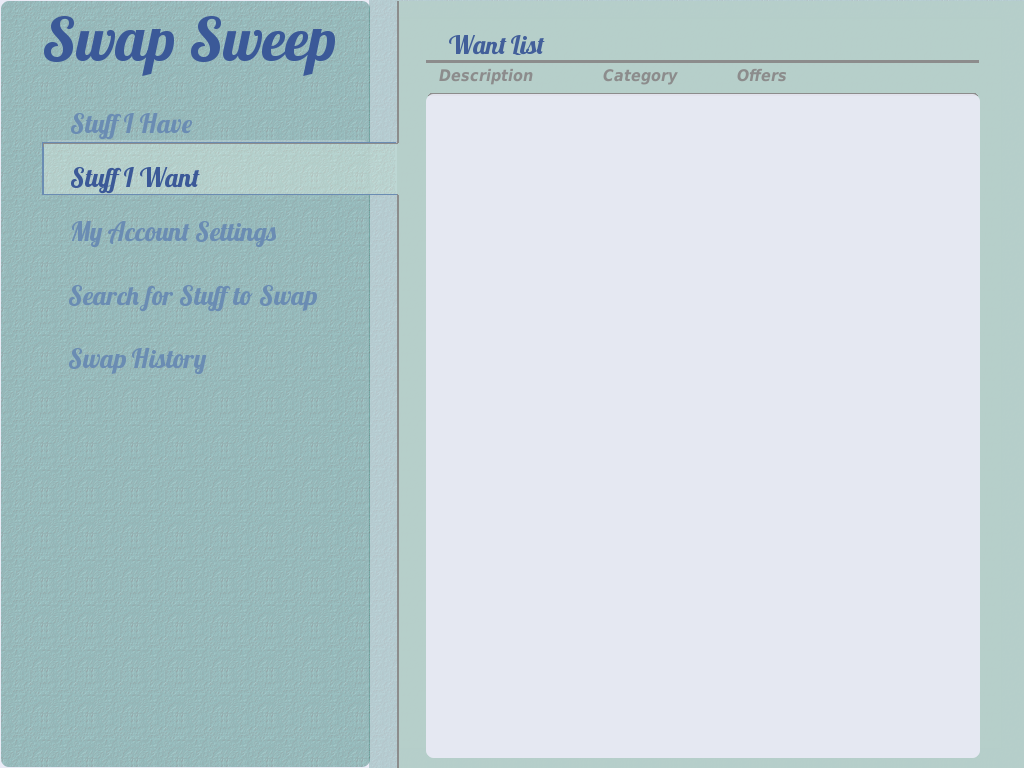 Swap Sweep
Stuff I Have
Stuff I Want
My Account Settings
Search for Stuff to Swap
Swap History
Want List
Description Category Offers